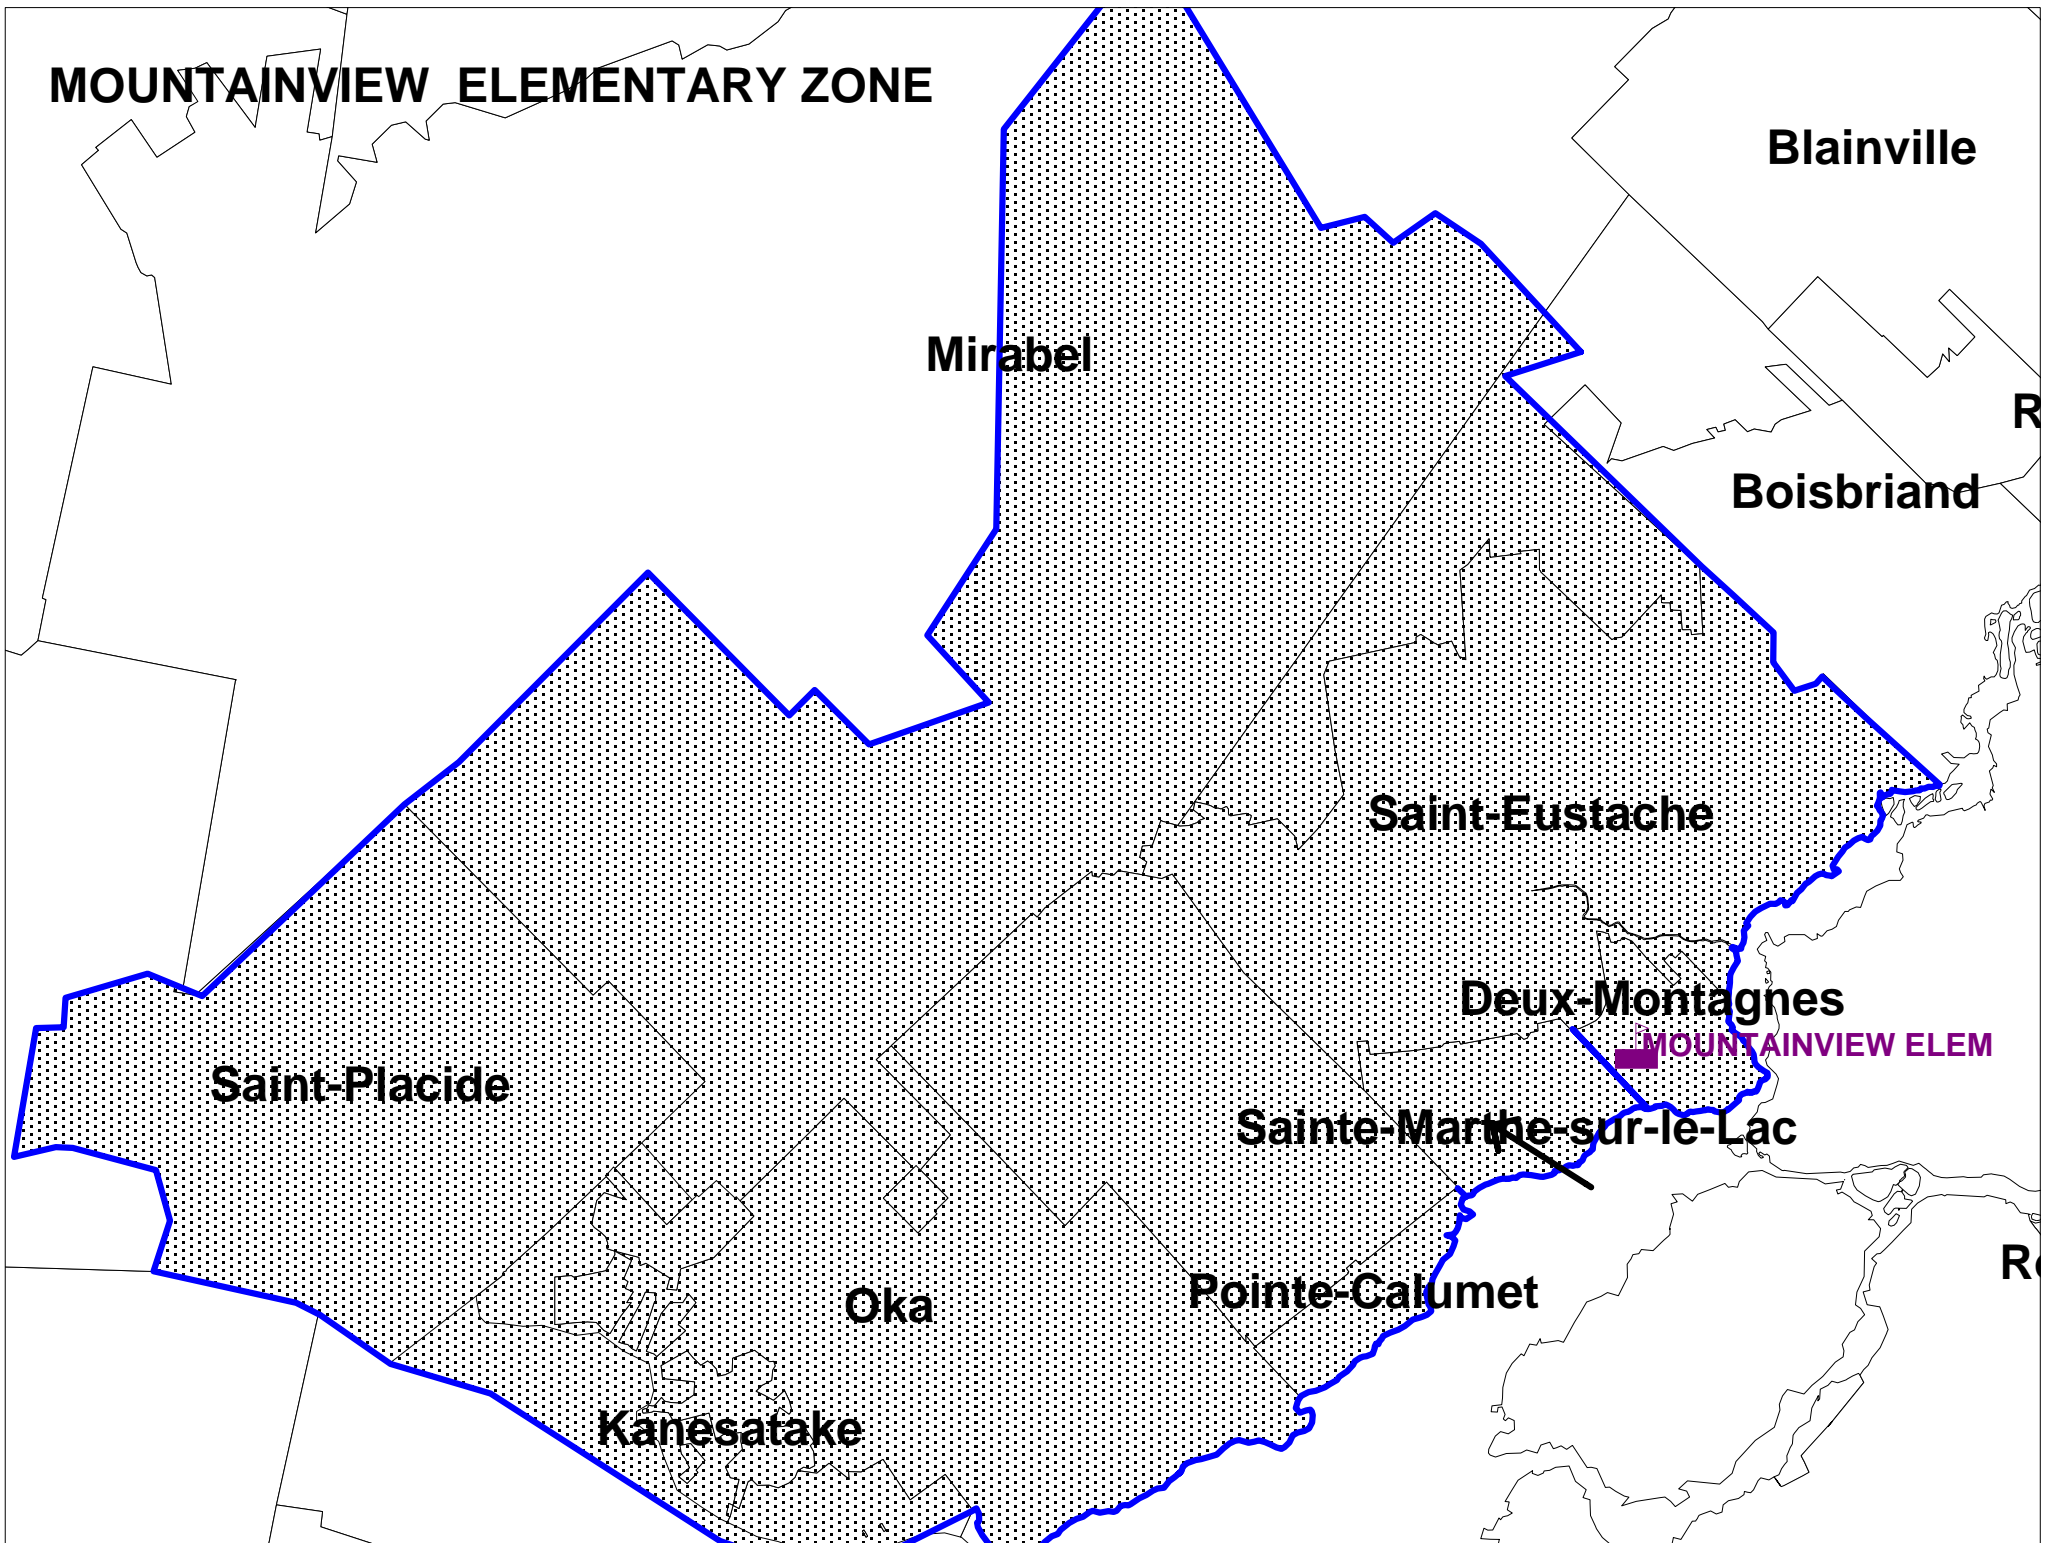 MOUNTAINVIEW ELEMENTARY ZONE
Blainville
Mirabel
R
Boisbriand
Saint-Eustache
Deux-Montagnes
MOUNTAINVIEW ELEM
Saint-Placide
Sainte-Marthe-sur-le-Lac
Re
Pointe-Calumet
Oka
Kanesatake